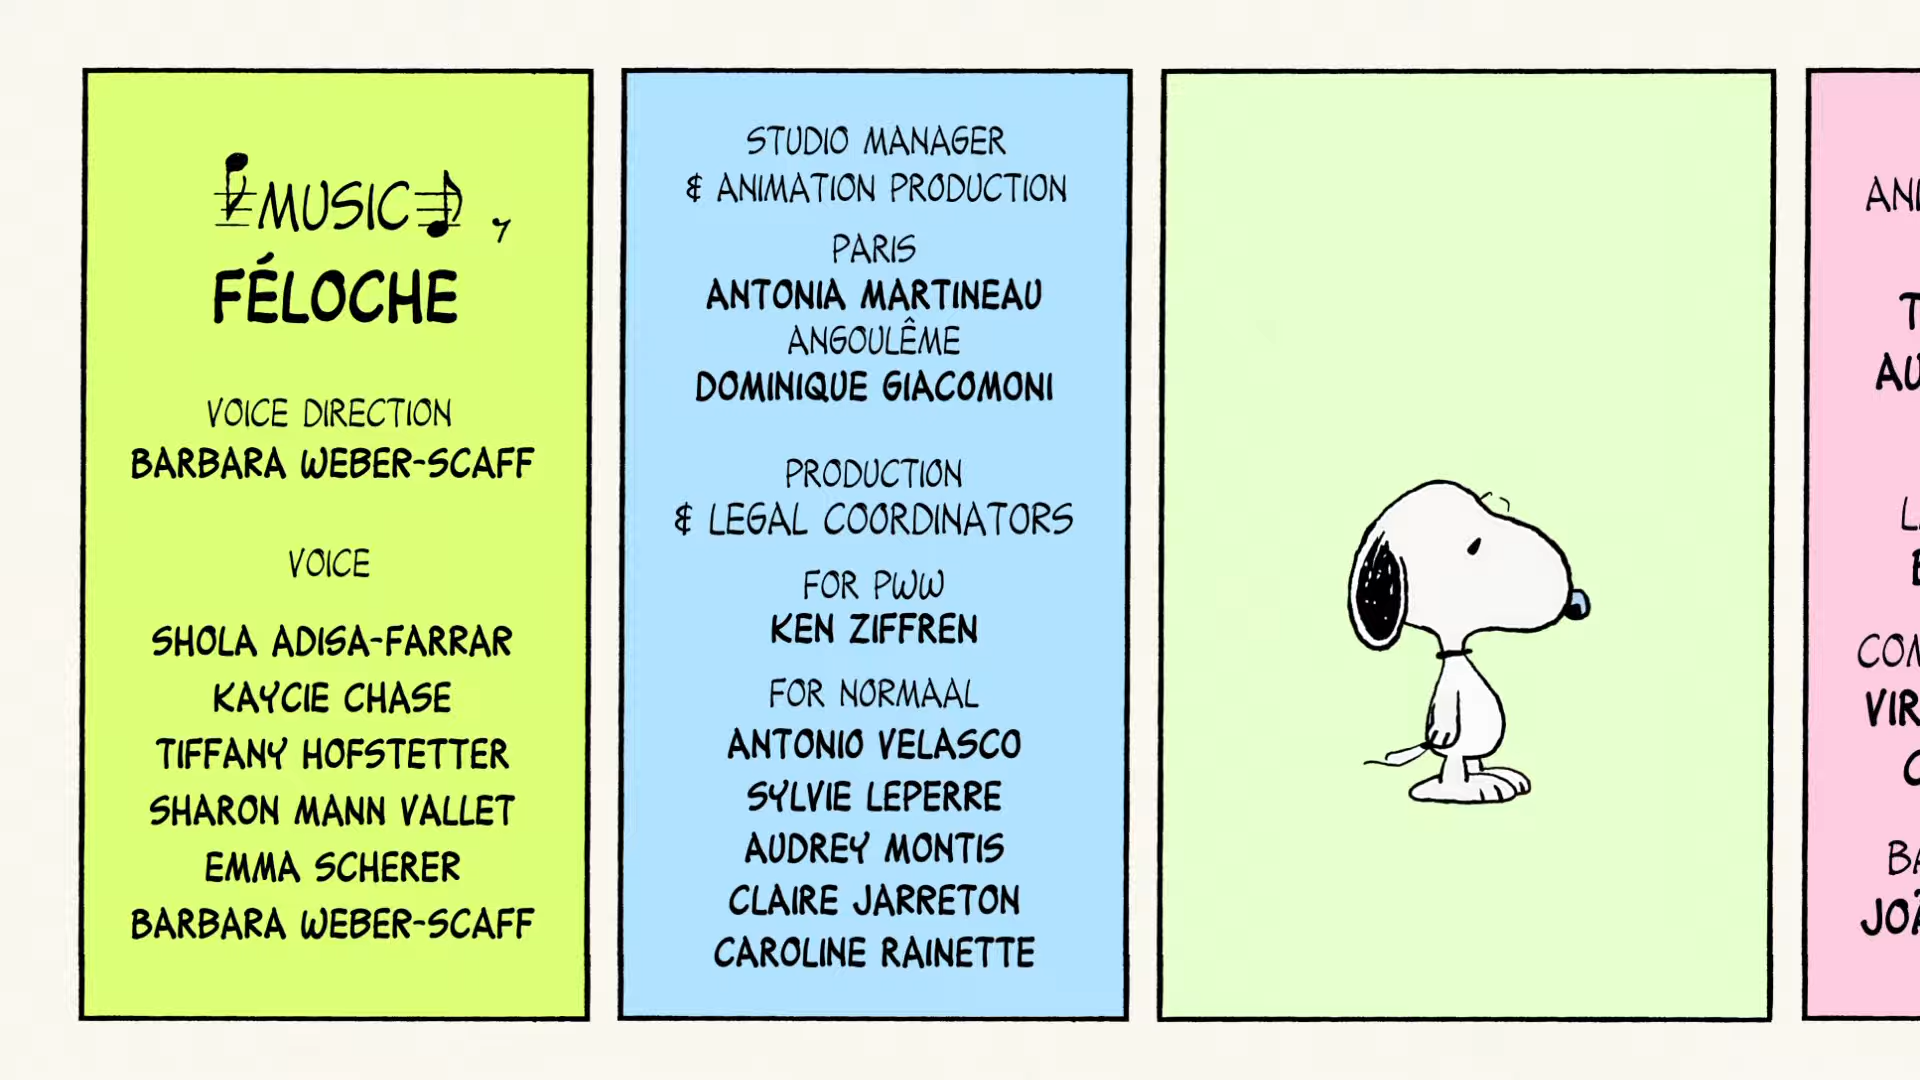 MUSIC
FÉLOCHE
VOICE DIRECTION
BARBARA WEBER-SCAFF
VOICE
SHOLA ADISA-FARRAR
KAYCIE CHASE
TIFFANY HOFSTETTER
SHARON MANN VALLET
EMMA SCHERER
BARBARA WEBER-SCAFF
STUDIO MANAGER
& ANIMATION PRODUCTION
PARIS
ANTONIA MARTINEAU
ANGOULÊME
DOMINIQUE GIACOMONI
PRODUCTION
& LEGAL COORDINATORS
FOR PWW
KEN ZIFFREN
FOR NORMAAL
ANTONIO VELASCO
SYLVIE LEPERRE
AUDREY MONTIS
CLAIRE JARRETON
CAROLINE RAINETTE